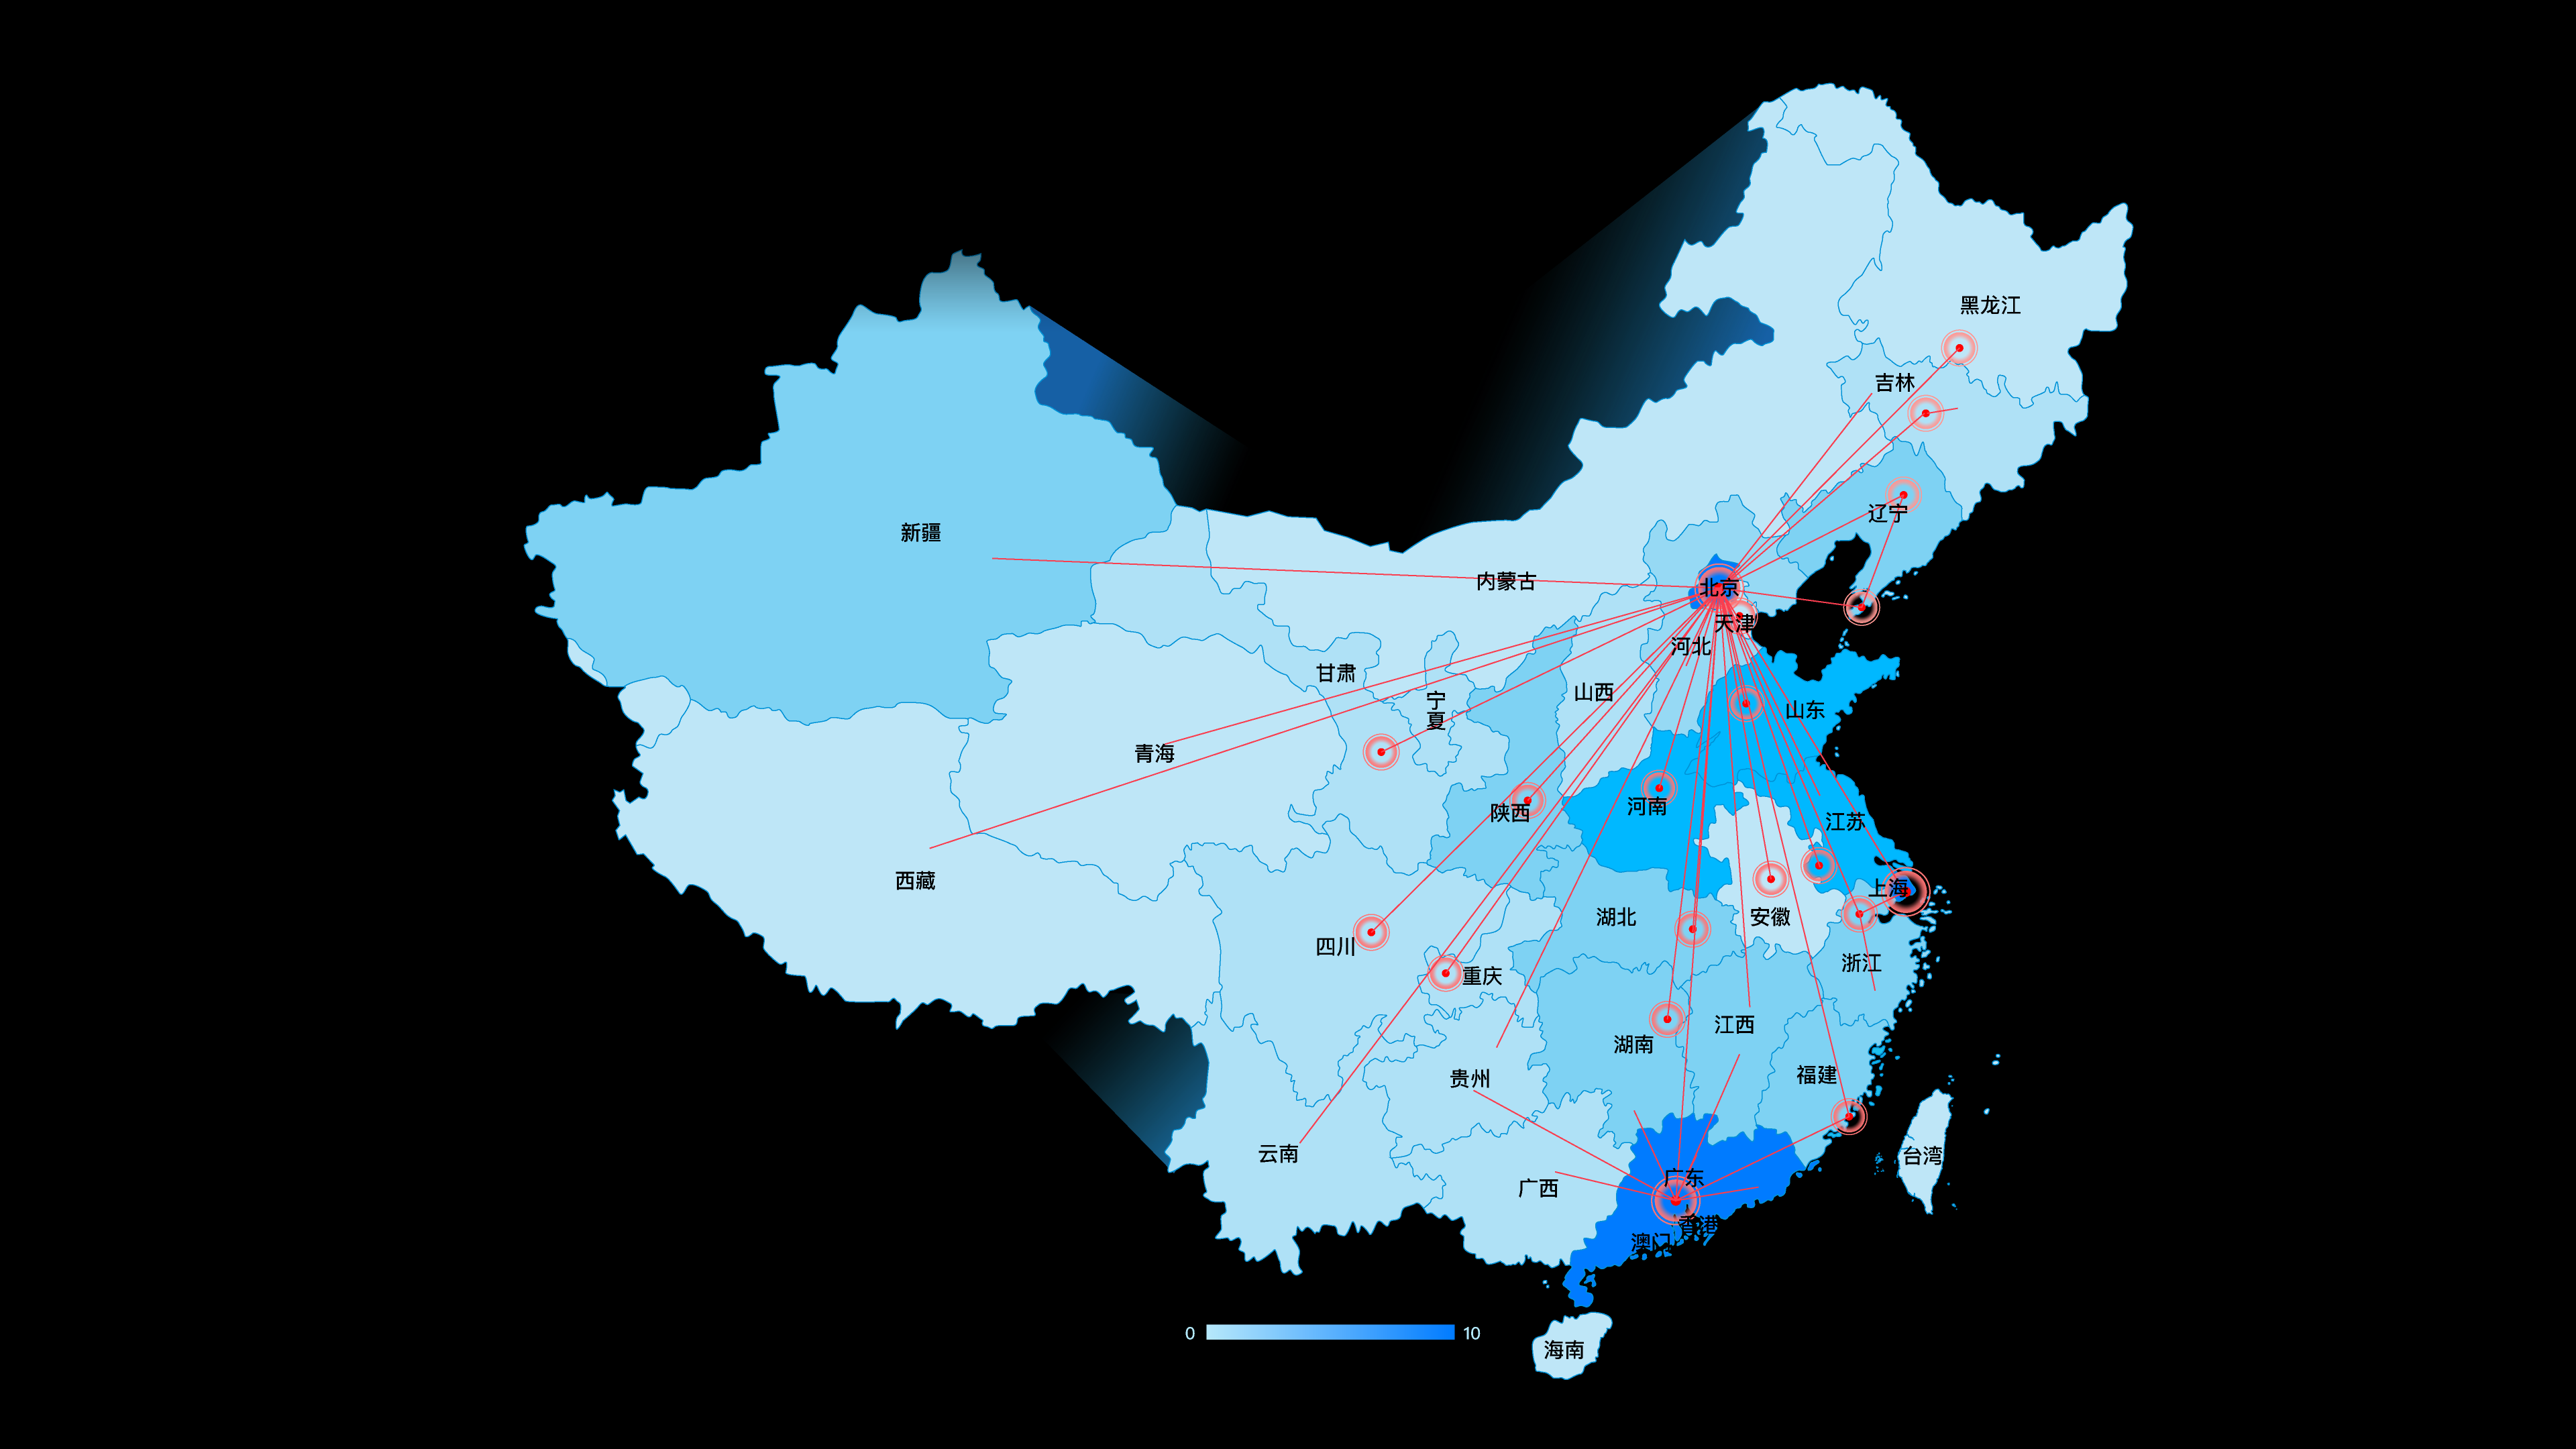 黑龙江
吉林
辽宁
新疆
内蒙古
北京
天津
河北
甘肃
宁夏
山西
山东
青海
陕西
河南
江苏
西藏
上海
湖北
安徽
四川
重庆
浙江
湖南
江西
贵州
福建
云南
广西
广东
台湾
香港
澳门
0
10
海南